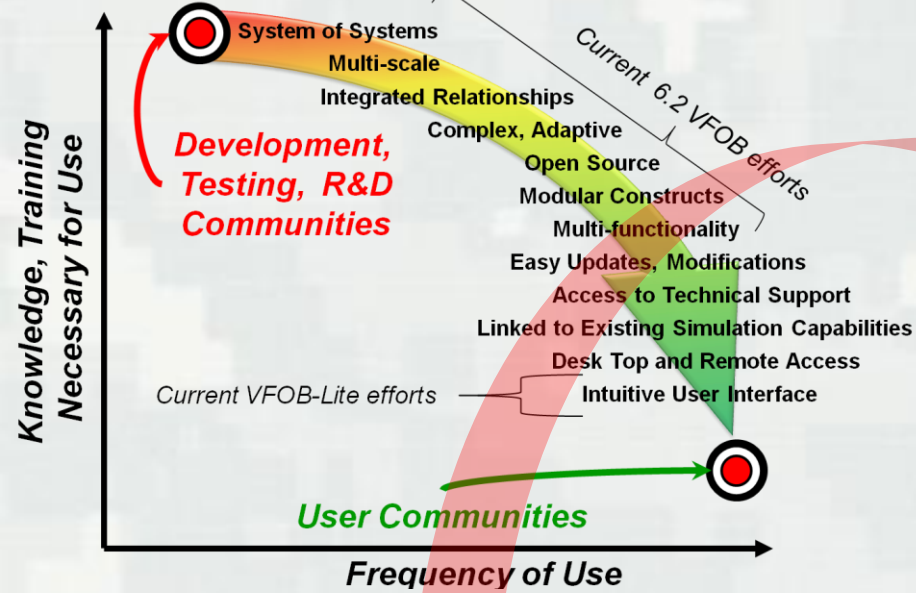 System of Systems
Multi-scale
Integrated Relationships
Complex, Adaptive
Open Source
Modular Constructs
Multi-functionality
Easy Updates, Modifications
Access to Technical Support
Linked to Existing Simulation Capabilities
Desk Top and Remote Access
Intuitive User Interface
Current 6.2 VFOB efforts
Development,
Testing, R&D
Communities
Current VFOB-Lite efforts
User Communities
Knowledge, Training
Necessary for Use
Frequency of Use